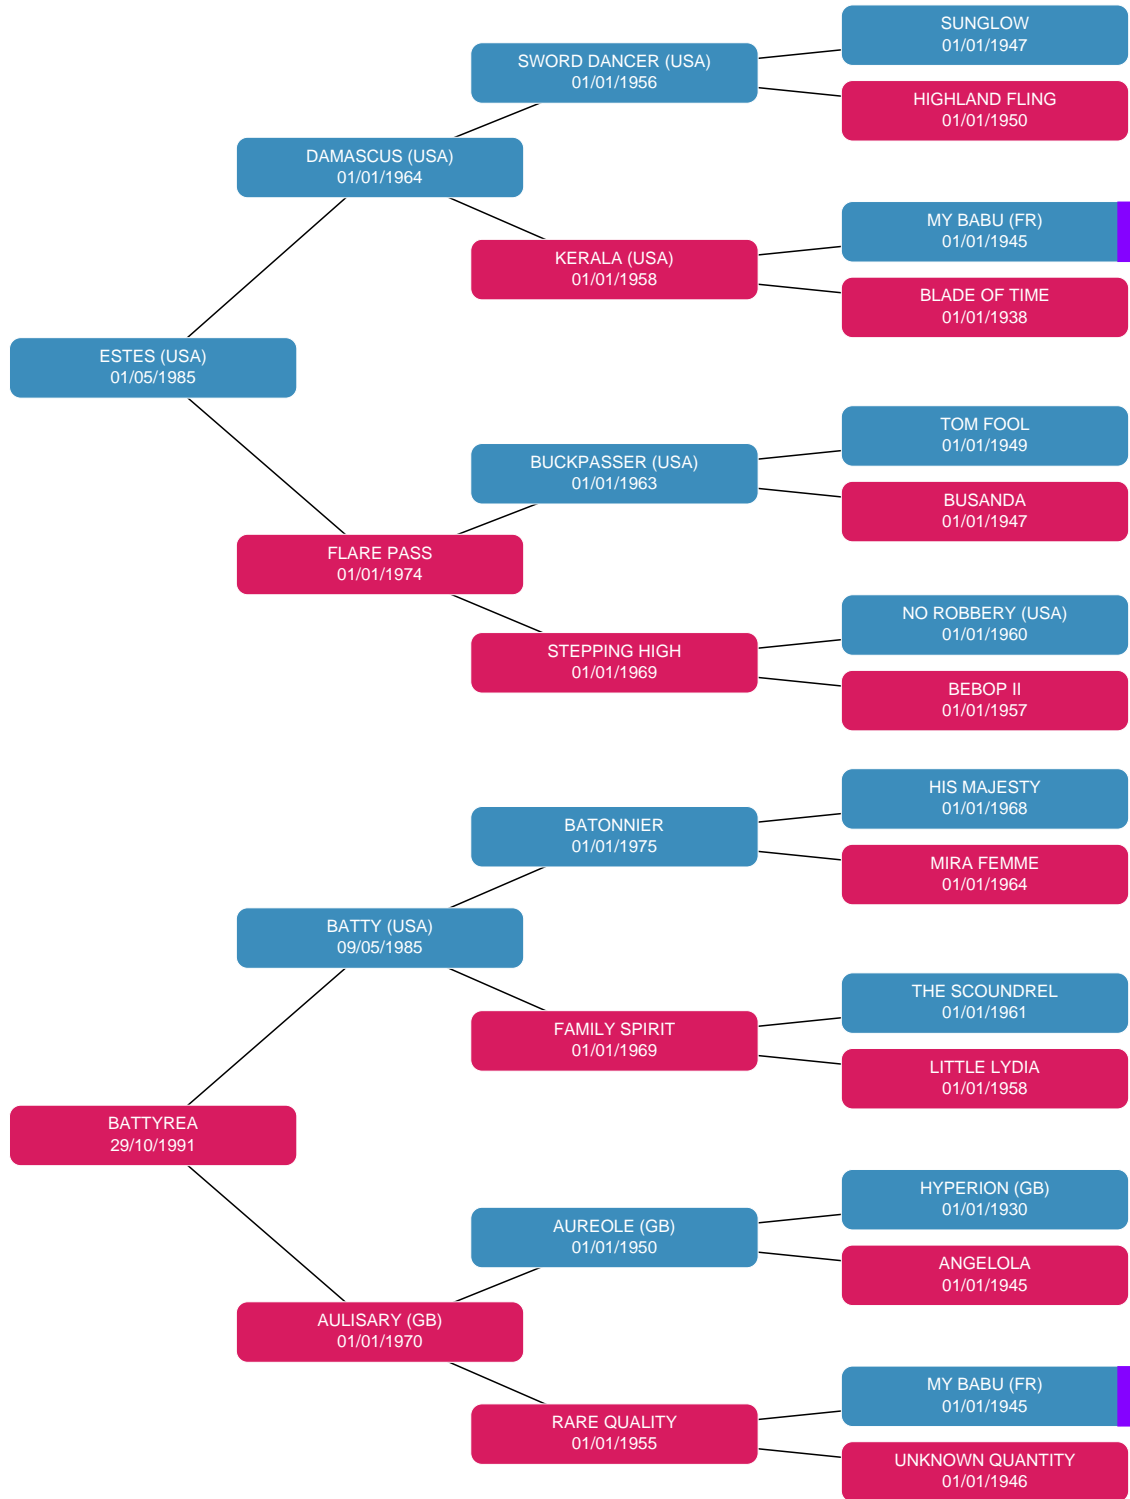 SUNGLOW
01/01/1947
SWORD DANCER (USA)
01/01/1956
HIGHLAND FLING
01/01/1950
DAMASCUS (USA)
01/01/1964
MY BABU (FR)
01/01/1945
KERALA (USA)
01/01/1958
BLADE OF TIME
01/01/1938
ESTES (USA)
01/05/1985
TOM FOOL
01/01/1949
BUCKPASSER (USA)
01/01/1963
BUSANDA
01/01/1947
FLARE PASS
01/01/1974
NO ROBBERY (USA)
01/01/1960
STEPPING HIGH
01/01/1969
BEBOP II
01/01/1957
HIS MAJESTY
01/01/1968
BATONNIER
01/01/1975
MIRA FEMME
01/01/1964
BATTY (USA)
09/05/1985
THE SCOUNDREL
01/01/1961
FAMILY SPIRIT
01/01/1969
LITTLE LYDIA
01/01/1958
BATTYREA
29/10/1991
HYPERION (GB)
01/01/1930
AUREOLE (GB)
01/01/1950
ANGELOLA
01/01/1945
AULISARY (GB)
01/01/1970
MY BABU (FR)
01/01/1945
RARE QUALITY
01/01/1955
UNKNOWN QUANTITY
01/01/1946